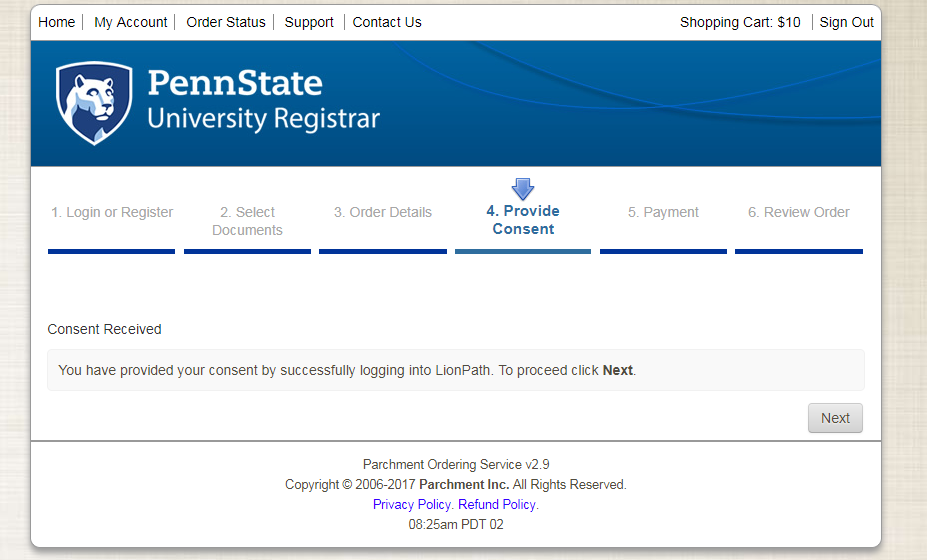 Home My Account Order Status Support Contact Us Shopping Cart: $10 Sign Out
PennState
University Registrar
1. Login or Register
2. Select
Documents
3. Order Details
4. Provide
Consent
5. Payment
6. Review Order
Consent Received
You have provided your consent by successfully logging into LionPath. To proceed click Next.
Next
Parchment Ordering Service v2.9
Copyright © 2006-2017 Parchment Inc. All Rights Reserved.
Privacy Policy. Refund Policy.
08:25am PDT 02